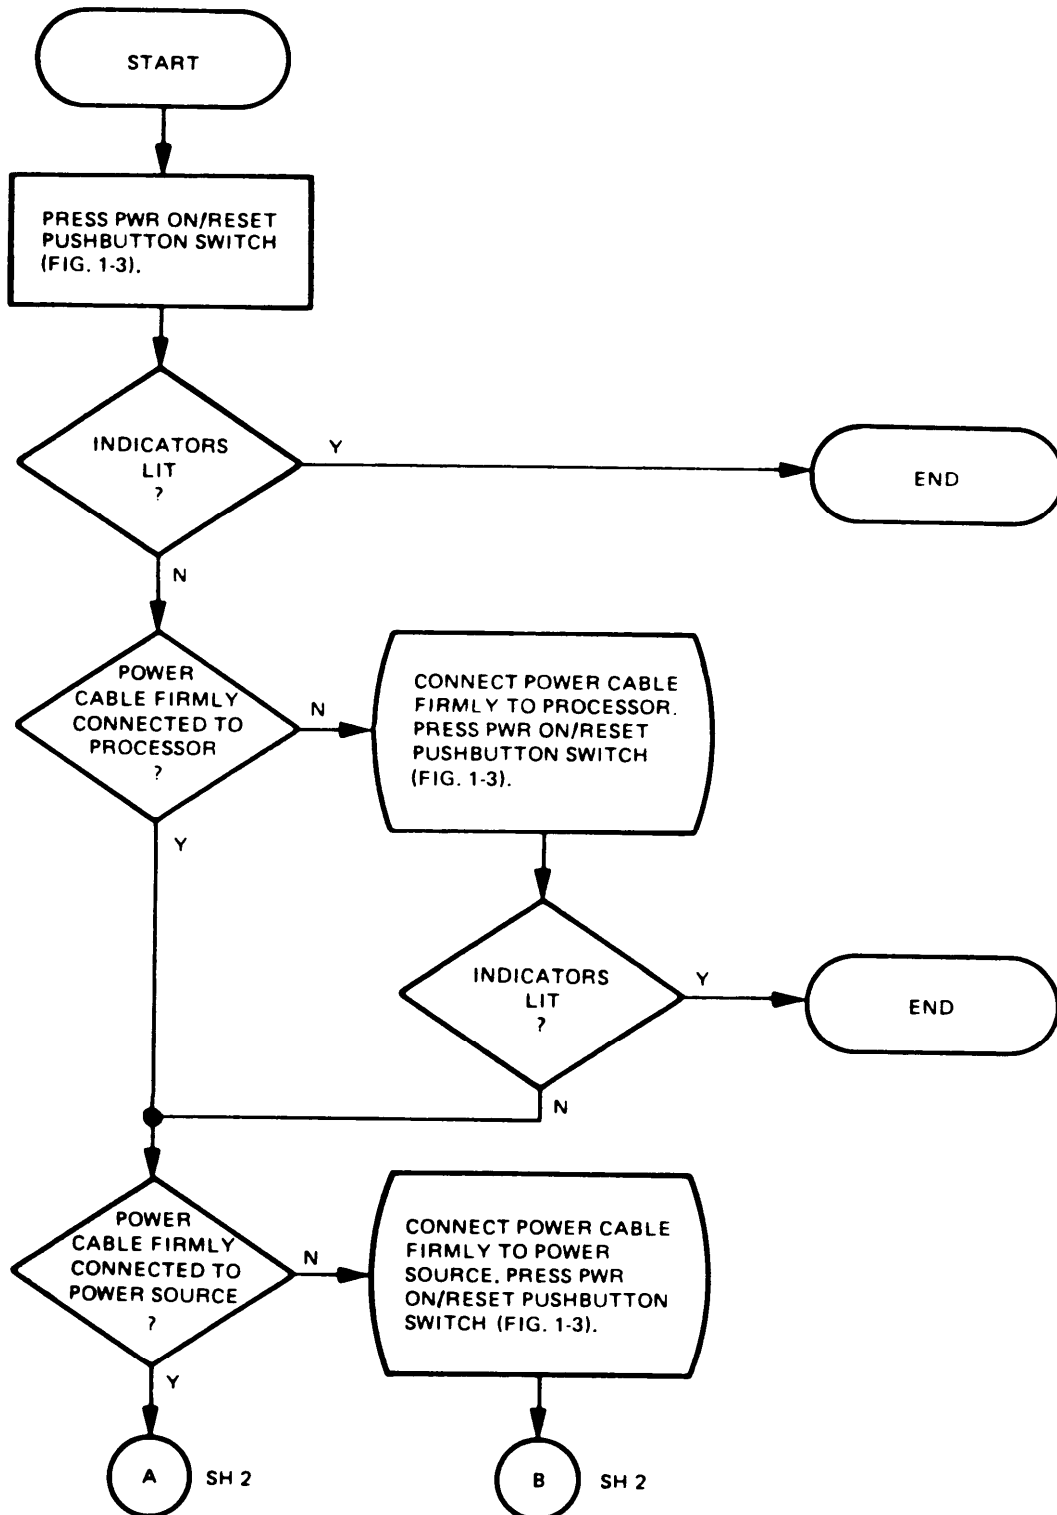 START
PRESS PWR ON/RESET
PUSHBUTTON SWITCH
(FIG. 1-3).
INDICATORS
LIT
?
Y
END
N
POWER
CABLE FIRMLY
CONNECTED TO
PROCESSOR
?
N
CONNECT POWER CABLE
FIRMLY TO PROCESSOR.
PRESS PWR ON/RESET
PUSHBUTTON SWITCH
(FIG. 1-3).
Y
INDICATORS
LIT
?
Y
END
N
POWER
CABLE FIRMLY
CONNECTED TO
POWER SOURCE
?
N
CONNECT POWER CABLE
FIRMLY TO POWER
SOURCE. PRESS PWR
ON/RESET PUSHBUTTON
SWITCH (FIG. 1-3).
Y
A
SH 2
B
SH 2